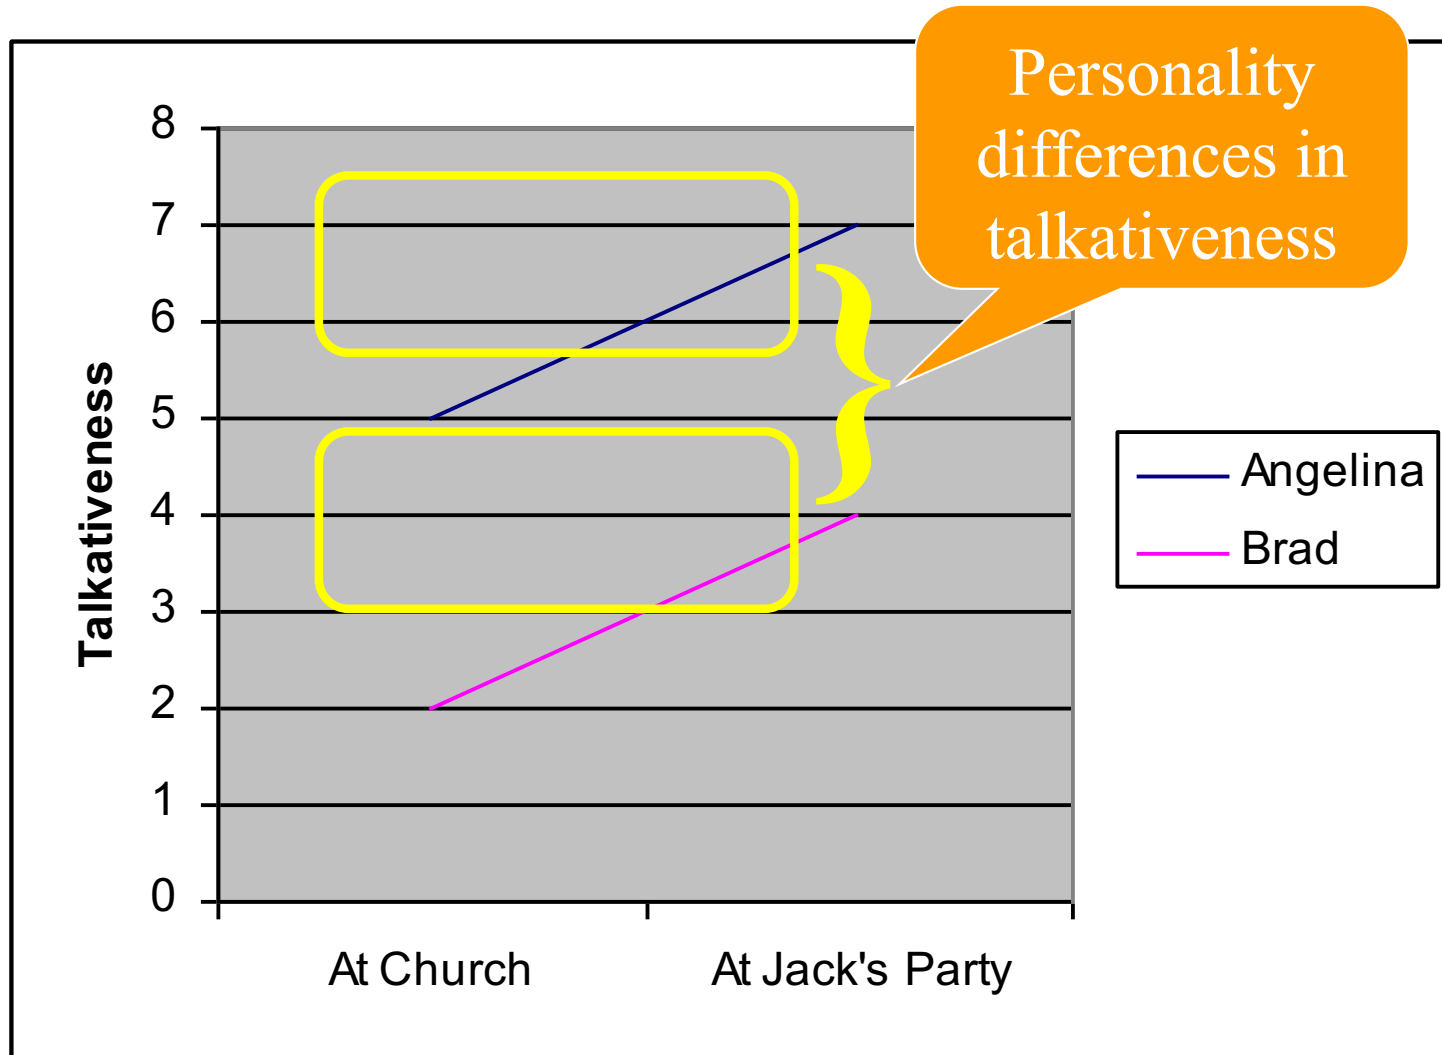 Personality
differences in
talkativeness
8
7
6
5
4
3
2
1
0
Talkativeness
At Church
At Jack's Party
Angelina
Brad